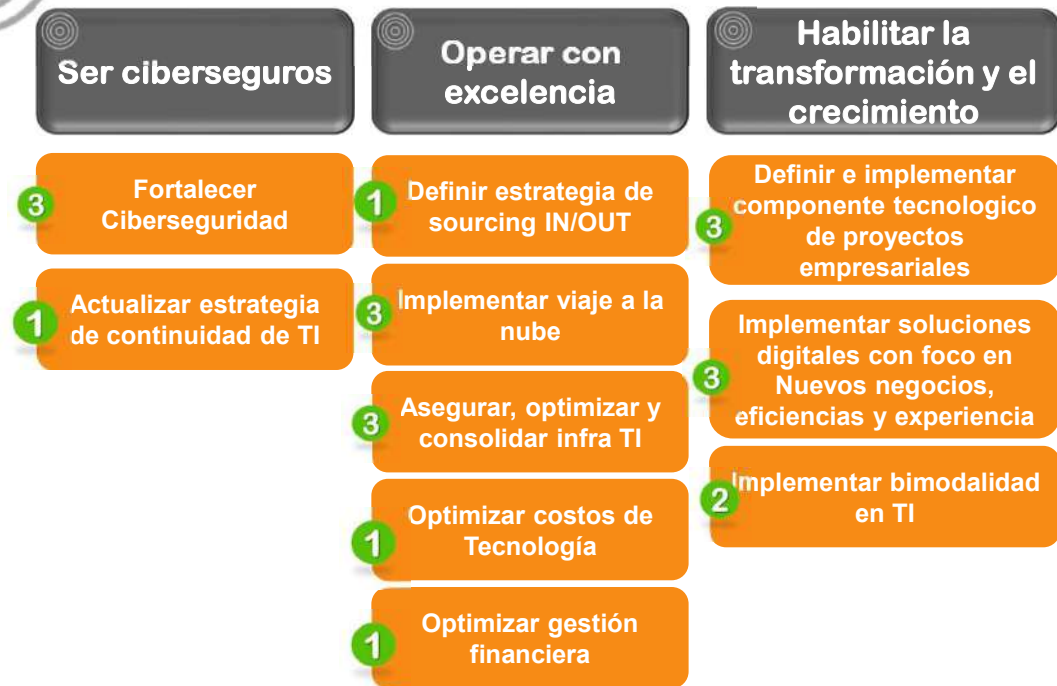 Ser ciberseguros
3
Fortalecer
Ciberseguridad
1
Actualizar estrategia
de continuidad de TI
Operar con
excelencia
1
Definir estrategia de
sourcing IN/OUT
3
Implementar viaje a la
nube
3
Asegurar, optimizar y
consolidar infra TI
1
Optimizar costos de
Tecnología
1
Optimizar gestión
financiera
Habilitar la
transformación y el
crecimiento
3
Definir e implementar
componente tecnologico
de proyectos
empresariales
3
Implementar soluciones
digitales con foco en
Nuevos negocios,
eficiencias y experiencia
2
Implementar bimodalidad
en TI